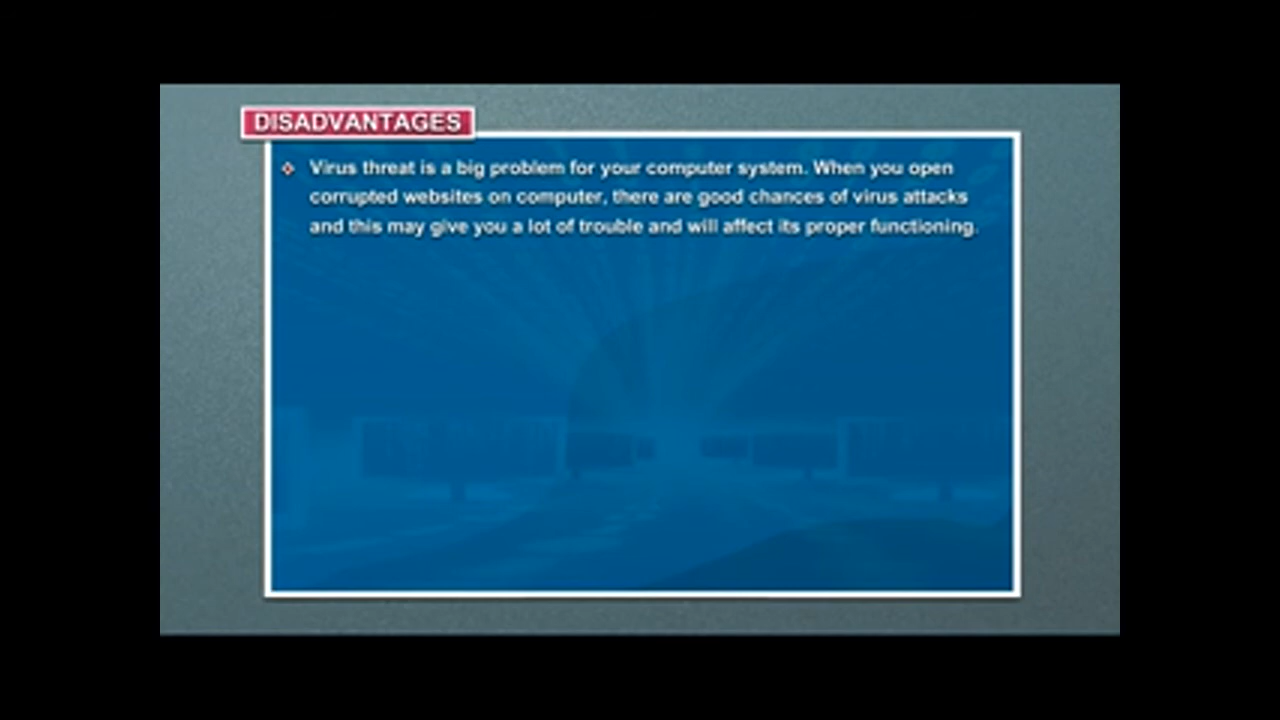 DISADVANTAGES
Virus threat is a big problem for your computer system. When you open
corrupted websites on computer, there are good chances of virus attacks
and this may give you a lot of trouble and will affect its proper functioning.